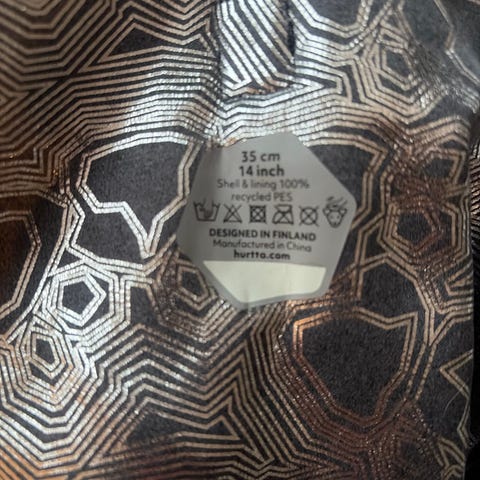 35 cm
14 inch
Shell & lining 100%
recycled PES
DESIGNED IN FINLAND
Manufactured in China
hurtta.com